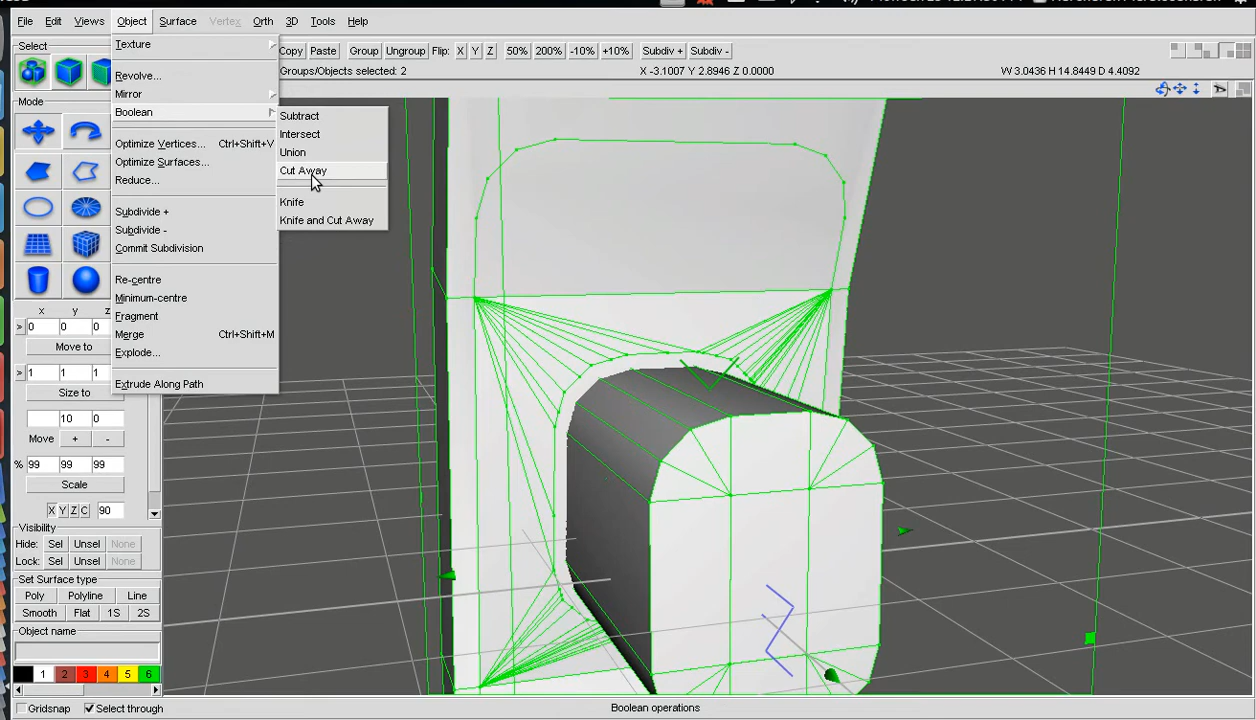 File Edit Views Object Surface Vertex Orth 3D Tools Help
Select
Copy Paste Group Ungroup Flip: X Y Z 50% 200% -10% +10% Subdiv + Subdiv -
Groups/Objects selected: 2 X -3.1007 Y 2.8946 Z 0.0000 W 3.0436 H 14.8449 D 4.4092
Texture
Revolve...
Mirror
Boolean
Optimize Vertices... Ctrl+Shift+V
Optimize Surfaces...
Reduce...
Subdivide +
Subdivide -
Commit Subdivision
Re-centre
Minimum-centre
Fragment
Merge Ctrl+Shift+M
Explode...
Extrude Along Path
Subtract
Intersect
Union
Cut Away
Knife
Knife and Cut Away
Mode
x y z
> 0 0 0
Move to
> 1 1 1
Size to
10 0
Move + -
% 99 99 99
Scale
X Y Z C 90
Visibility
Hide: Sel Unsel None
Lock: Sel Unsel None
Set Surface type
Poly Polyline Line
Smooth Flat 1S 2S
Object name
1 2 3 4 5 6
Gridsnap Select through Boolean operations